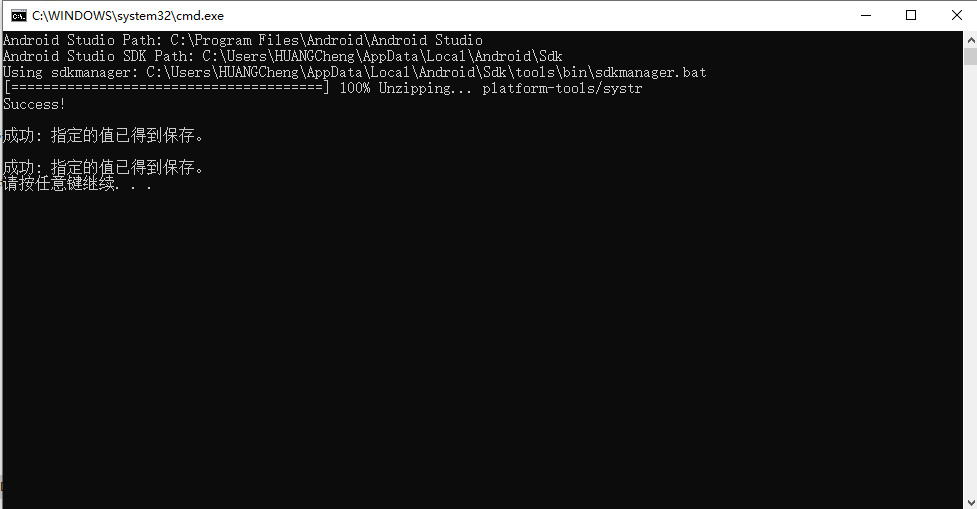 C:\WINDOWS\system32\cmd.exe
Android Studio Path: C:\Program Files\Android\Android Studio
Android Studio SDK Path: C:\Users\HUANGCheng\AppData\Local\Android\Sdk
Using sdkmanager: C:\Users\HUANGCheng\AppData\Local\Android\Sdk\tools\bin\sdkmanager.bat
[=======================================] 100% Unzipping... platform-tools/systr
Success!
成功: 指定的值已得到保存。
成功: 指定的值已得到保存。
请按任意键继续. . .